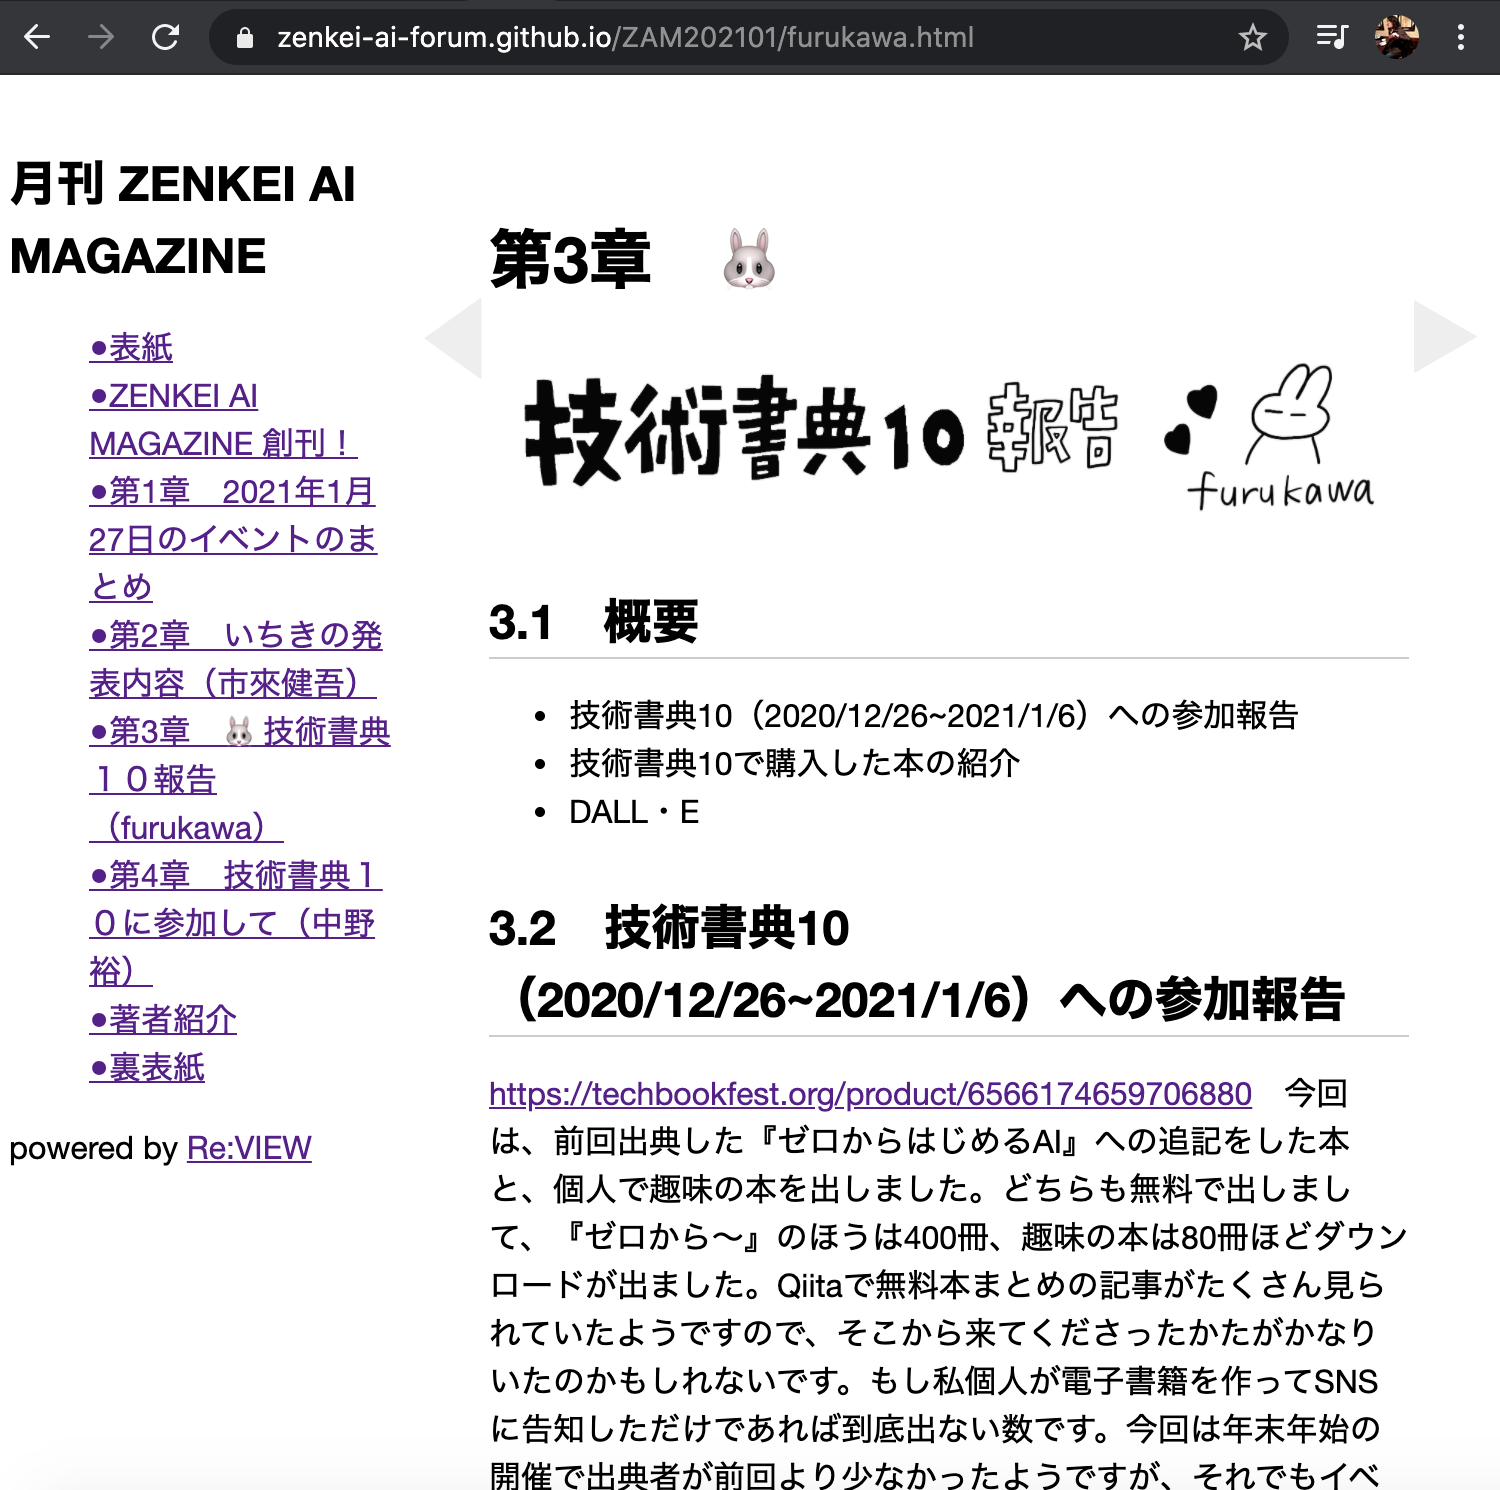 zenkei-ai-forum.github.io/ZAM202101/furukawa.html
月刊 ZENKEI AI
MAGAZINE
●表紙
●ZENKEI AI
MAGAZINE 創刊！
●第1章　2021年1月
27日のイベントのま
とめ
●第2章　いちきの発
表内容（市來健吾）
●第3章　🐰 技術書典
１０報告
（furukawa）
●第4章　技術書典１
０に参加して（中野
裕）
●著者紹介
●裏表紙
powered by Re:VIEW
第3章　🐰
技術書典10 報告
furukawa
3.1　概要
• 技術書典10（2020/12/26~2021/1/6）への参加報告
• 技術書典10で購入した本の紹介
• DALL・E
3.2　技術書典10
（2020/12/26~2021/1/6）への参加報告
https://techbookfest.org/product/6566174659706880　今回
は、前回出典した『ゼロからはじめるAI』への追記をした本
と、個人で趣味の本を出しました。どちらも無料で出しまし
て、『ゼロから〜』のほうは400冊、趣味の本は80冊ほどダウン
ロードが出ました。Qiitaで無料本まとめの記事がたくさん見ら
れていたようですので、そこから来てくださったかたがかなり
いたのかもしれないです。もし私個人が電子書籍を作ってSNS
に告知しただけであれば到底出ない数です。今回は年末年始の
開催で出典者が前回より少なかったようですが、それでもイベ